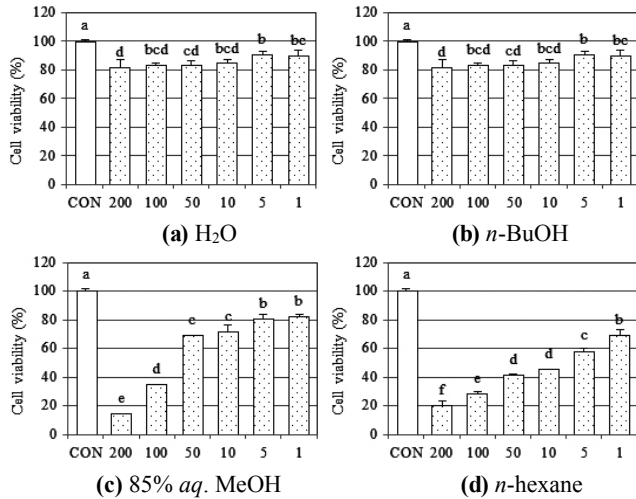 120
100
80
60
40
20
0
Cell viability (%)
a
d
bcd
cd
bcd
b
bc
CON 200 100 50 10 5 1
(a) H₂O
120
100
80
60
40
20
0
Cell viability (%)
a
d
bcd
cd
bcd
b
bc
CON 200 100 50 10 5 1
(b) n-BuOH
120
100
80
60
40
20
0
Cell viability (%)
a
e
d
c
c
b
b
CON 200 100 50 10 5 1
(c) 85% aq. MeOH
120
100
80
60
40
20
0
Cell viability (%)
a
f
e
d
d
c
b
CON 200 100 50 10 5 1
(d) n-hexane